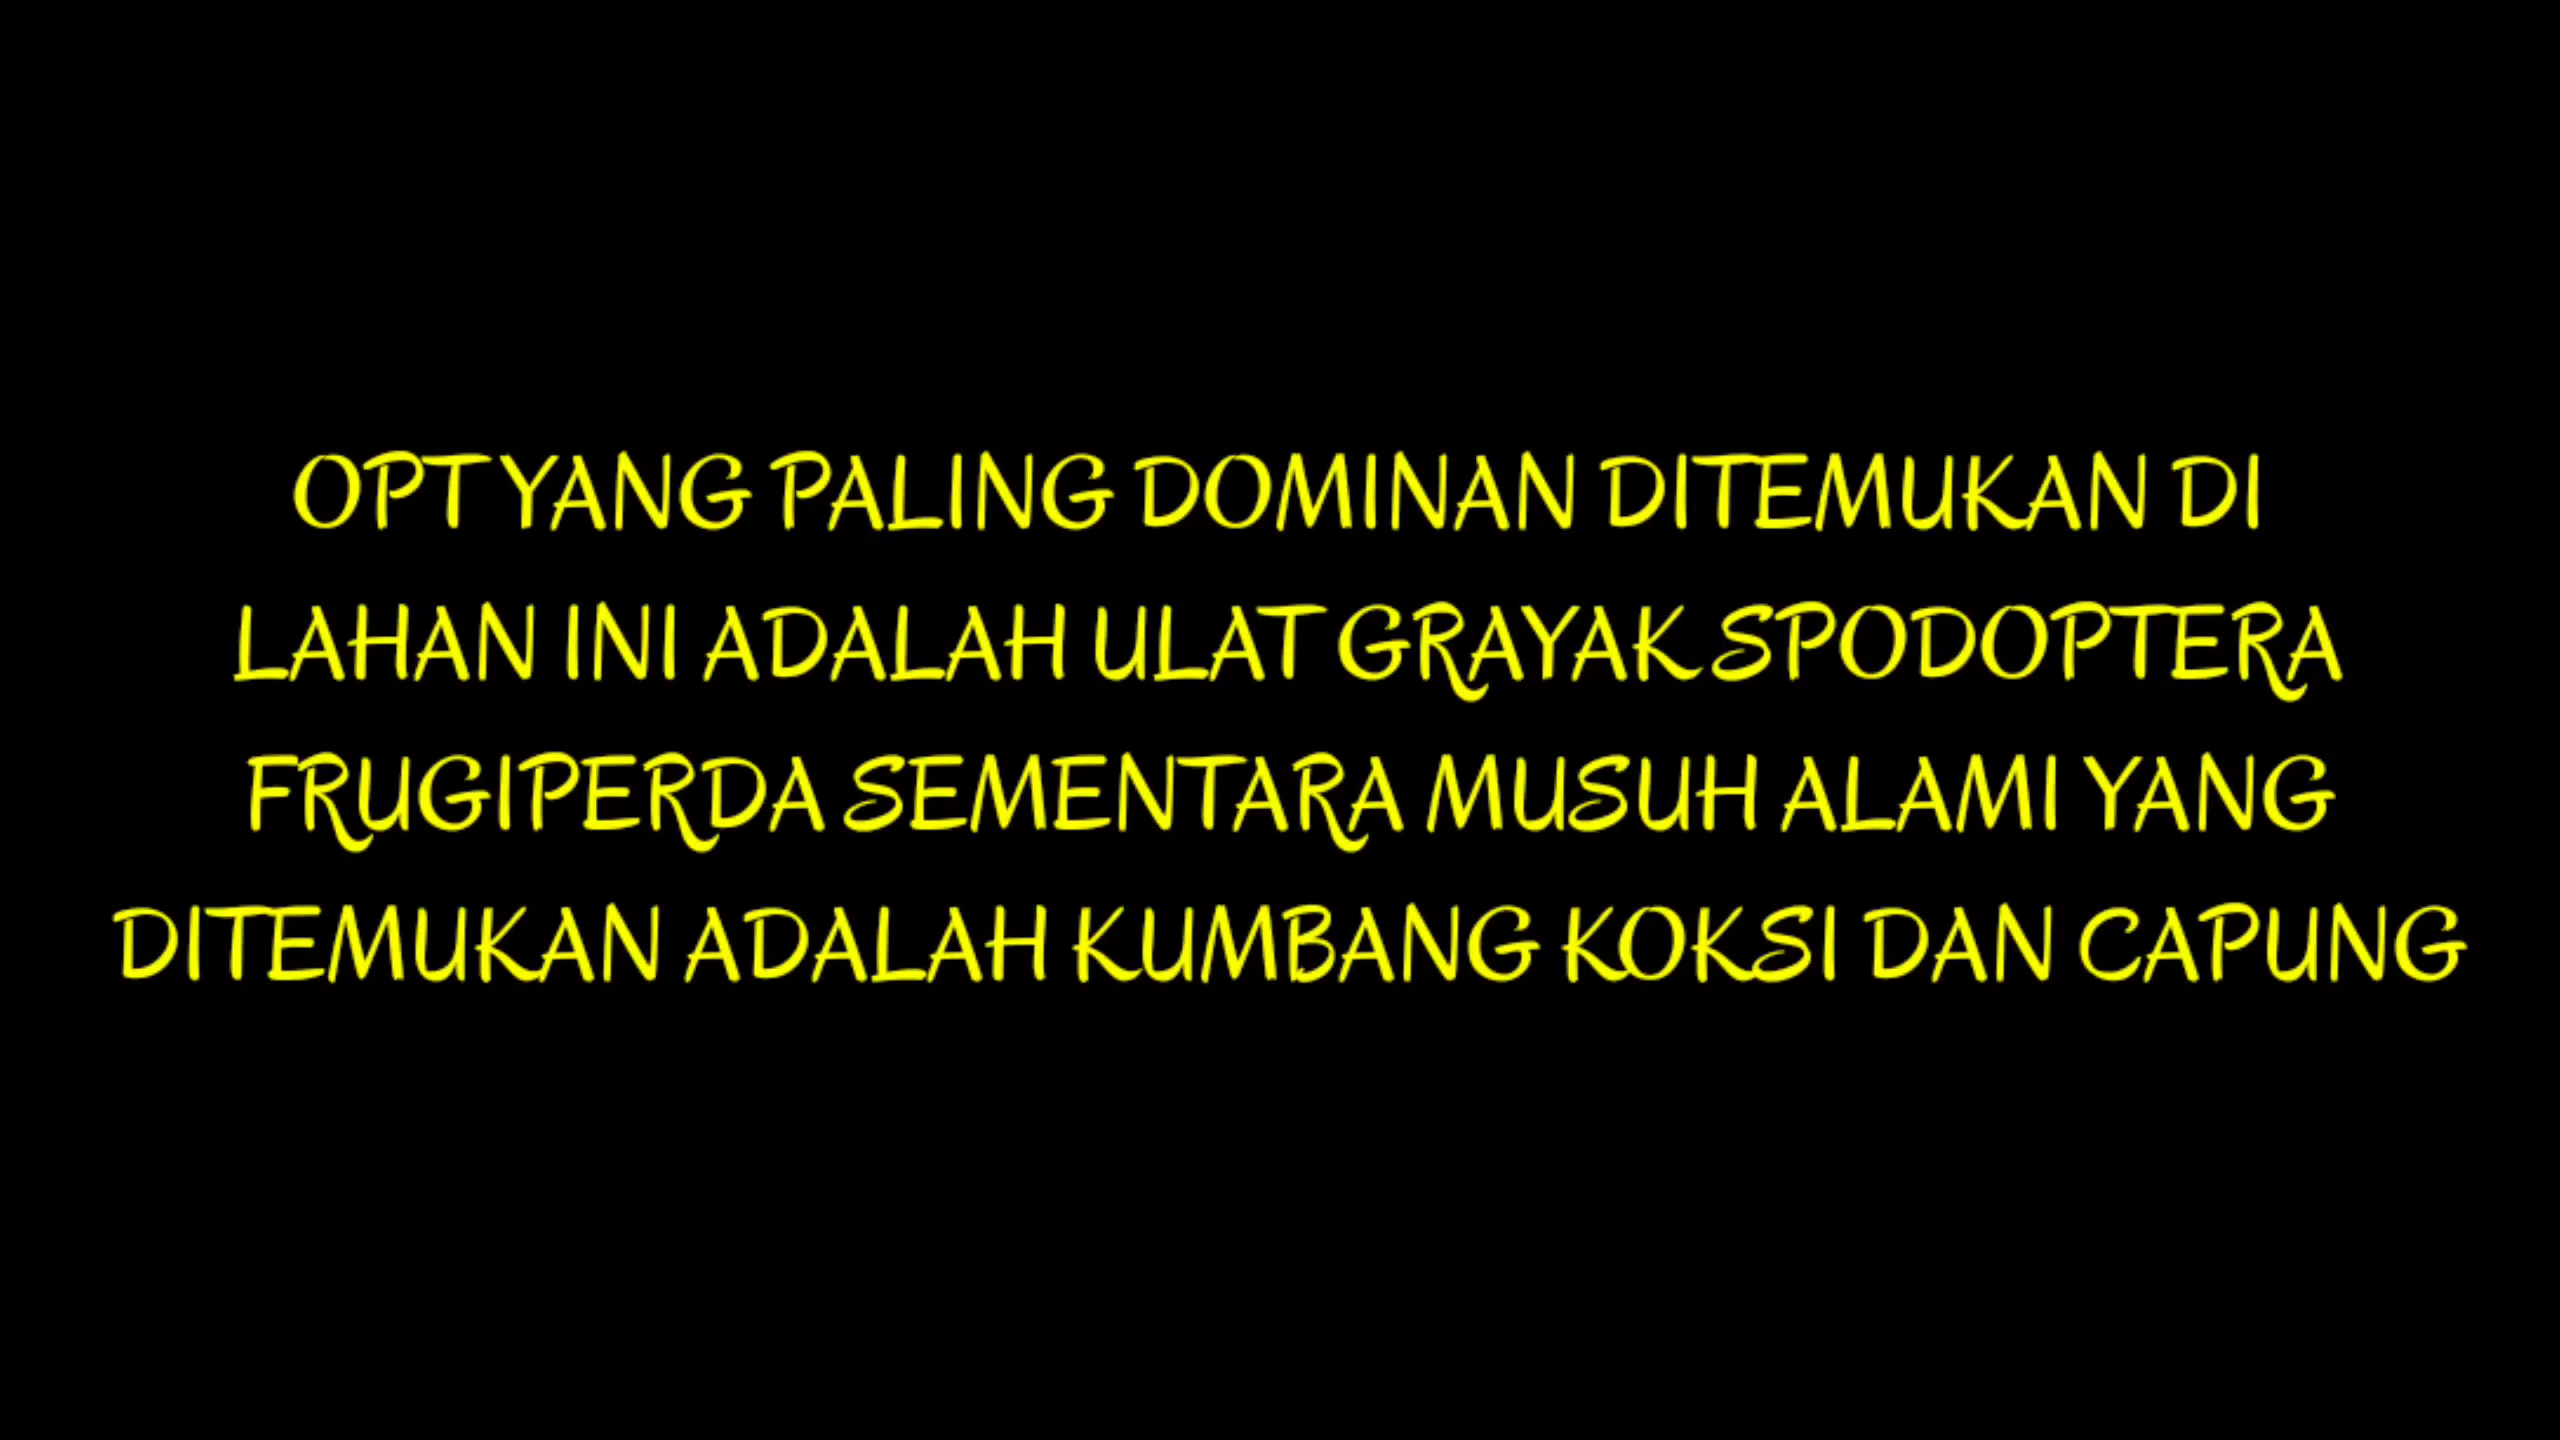 OPT YANG PALING DOMINAN DITEMUKAN DI
LAHAN INI ADALAH ULAT GRAYAK SPODOPTERA
FRUGIPERDA SEMENTARA MUSUH ALAMI YANG
DITEMUKAN ADALAH KUMBANG KOKSI DAN CAPUNG